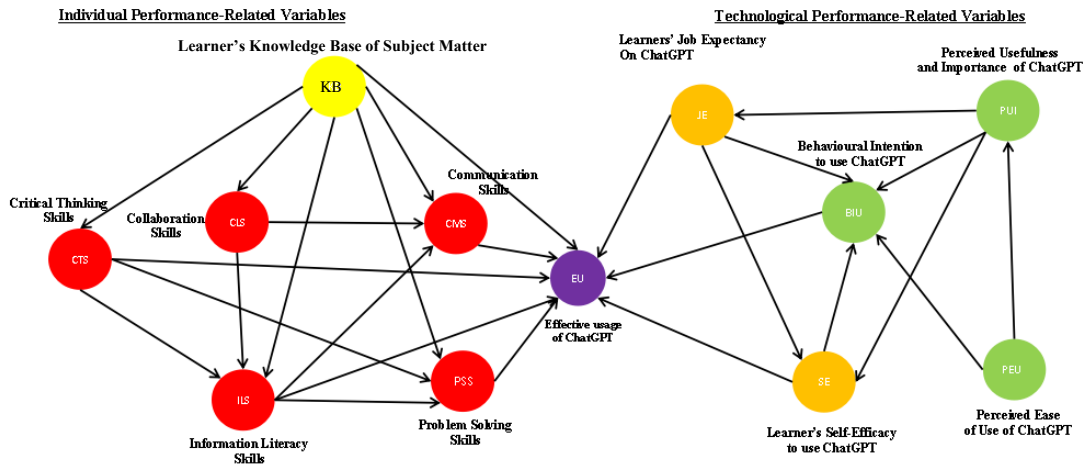 Individual Performance-Related Variables
Technological Performance-Related Variables
Learner's Knowledge Base of Subject Matter
Learners' Job Expectancy
On ChatGPT
Perceived Usefulness
and Importance of ChatGPT
KB
JE
PUI
Behavioural Intention
to use ChatGPT
Communication
Skills
Critical Thinking
Skills
Collaboration
Skills
CLS
CMS
BIU
CTS
EU
Effective usage
of ChatGPT
ILS
PSS
SE
PEU
Problem Solving
Skills
Perceived Ease
of Use of ChatGPT
Information Literacy
Skills
Learner's Self-Efficacy
to use ChatGPT